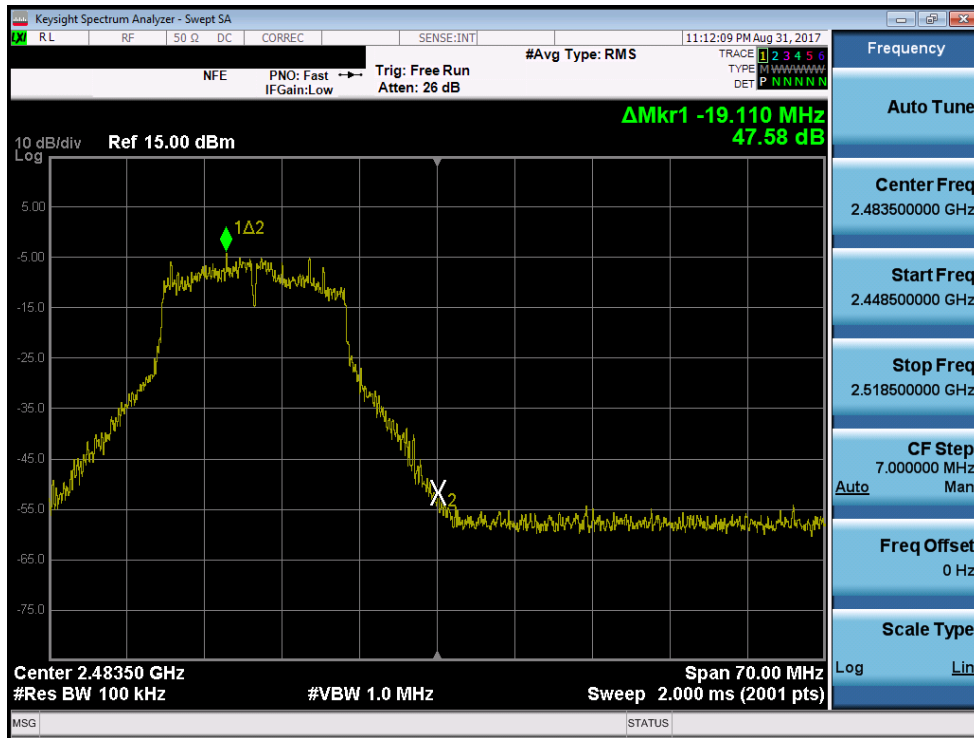 Keysight Spectrum Analyzer - Swept SA
LXI RL RF 50 Ω DC CORREC SENSE:INT 11:12:09 PM Aug 31, 2017
NFE PNO: Fast Trig: Free Run #Avg Type: RMS TRACE 1 2 3 4 5 6
IFGain:Low Atten: 26 dB TYPE M W W W W W
DET P N N N N N
ΔMkr1 -19.110 MHz
47.58 dB
10 dB/div Ref 15.00 dBm
Log
5.00
1Δ2
-5.00
-15.0
-25.0
-35.0
-45.0
2
-55.0
-65.0
-75.0
Center 2.48350 GHz Span 70.00 MHz
#Res BW 100 kHz #VBW 1.0 MHz Sweep 2.000 ms (2001 pts)
MSG STATUS
Frequency
Auto Tune
Center Freq
2.483500000 GHz
Start Freq
2.448500000 GHz
Stop Freq
2.518500000 GHz
CF Step
7.000000 MHz
Auto Man
Freq Offset
0 Hz
Scale Type
Log Lin